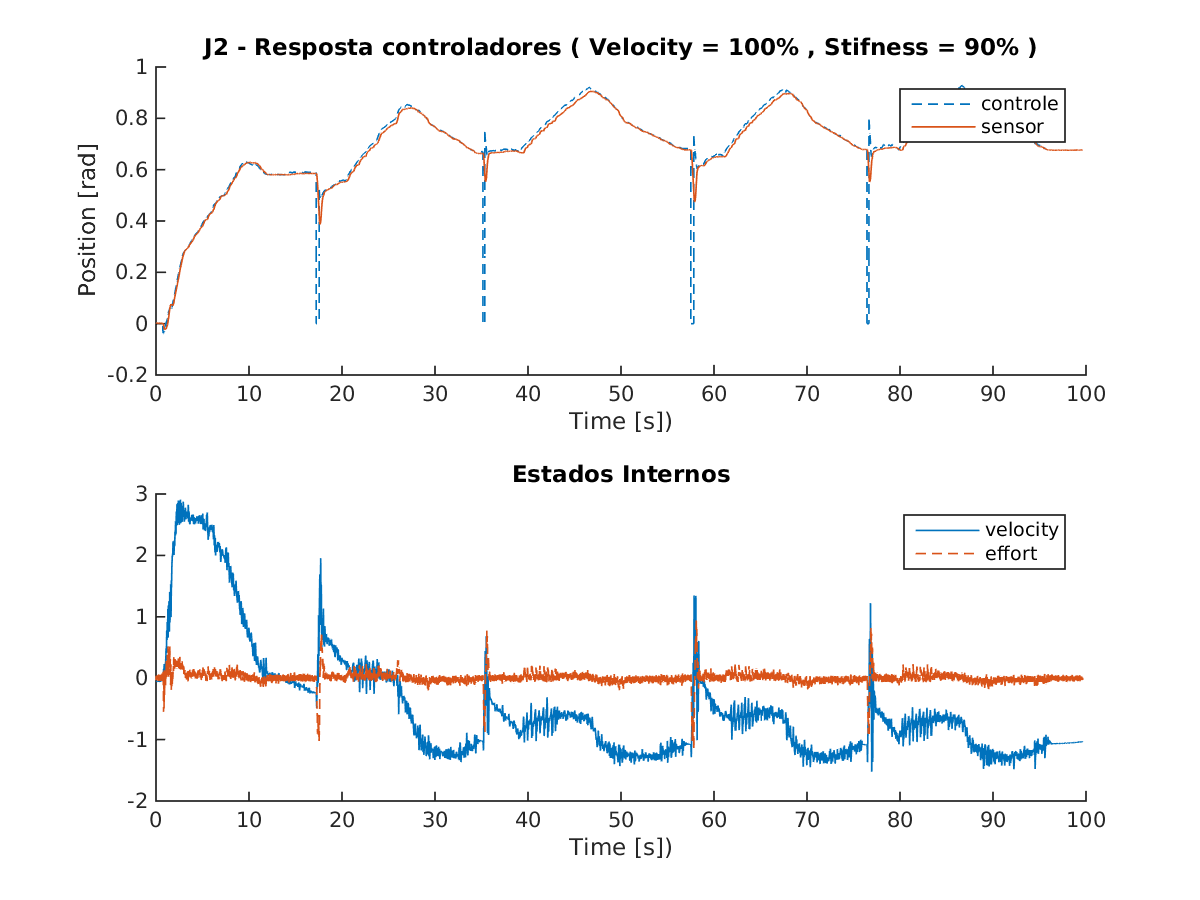 J2 - Resposta controladores ( Velocity = 100% , Stifness = 90% )
1
0.8
0.6
0.4
0.2
0
-0.2
Position [rad]
controle
sensor
0 10 20 30 40 50 60 70 80 90 100
Time [s])
Estados Internos
3
2
1
0
-1
-2
velocity
effort
0 10 20 30 40 50 60 70 80 90 100
Time [s])